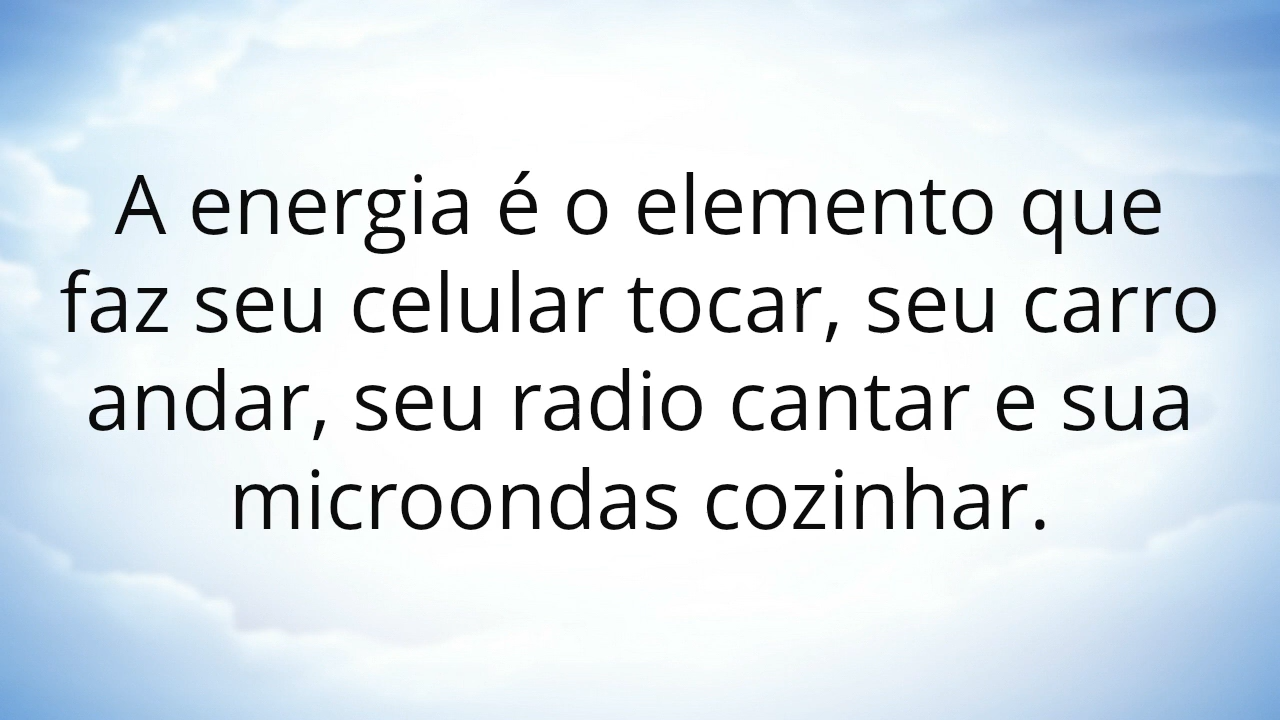 A energia é o elemento que
faz seu celular tocar, seu carro
andar, seu radio cantar e sua
microondas cozinhar.